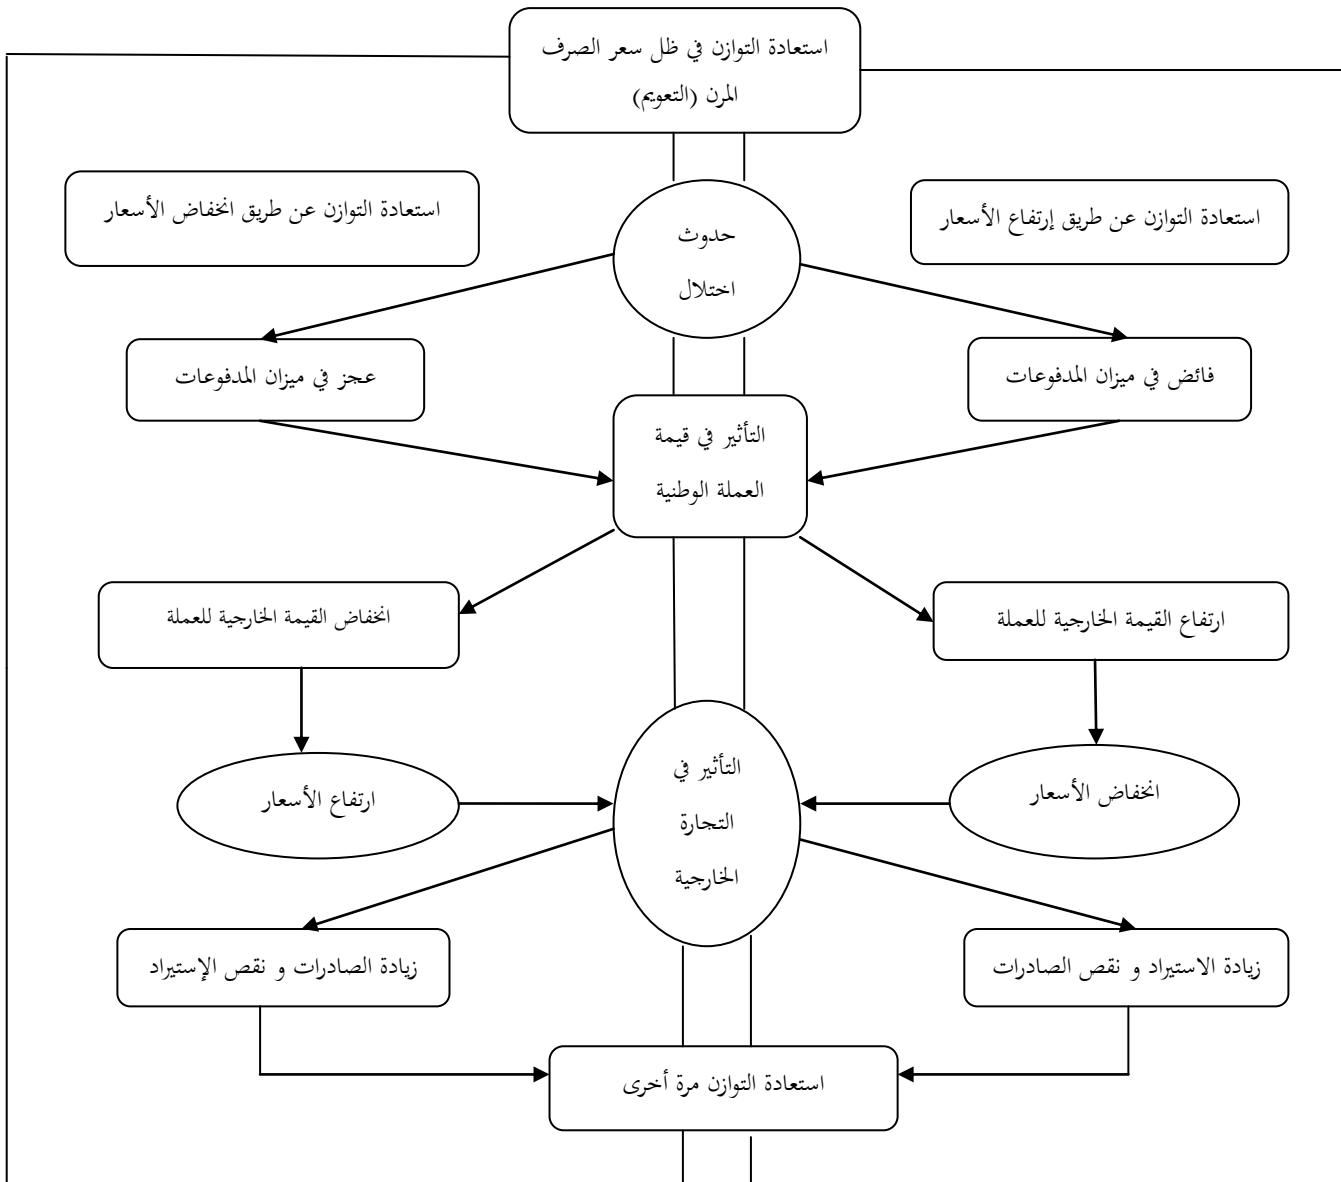 استعادة التوازن في ظل سعر الصرف
المرن (التعويم)
استعادة التوازن عن طريق إرتفاع الأسعار
استعادة التوازن عن طريق انخفاض الأسعار
حدوث
اختلال
فائض في ميزان المدفوعات
عجز في ميزان المدفوعات
التأثير في قيمة
العملة الوطنية
ارتفاع القيمة الخارجية للعملة
انخفاض القيمة الخارجية للعملة
التأثير في
التجارة
الخارجية
انخفاض الأسعار
ارتفاع الأسعار
زيادة الاستيراد و نقص الصادرات
زيادة الصادرات و نقص الإستيراد
استعادة التوازن مرة أخرى